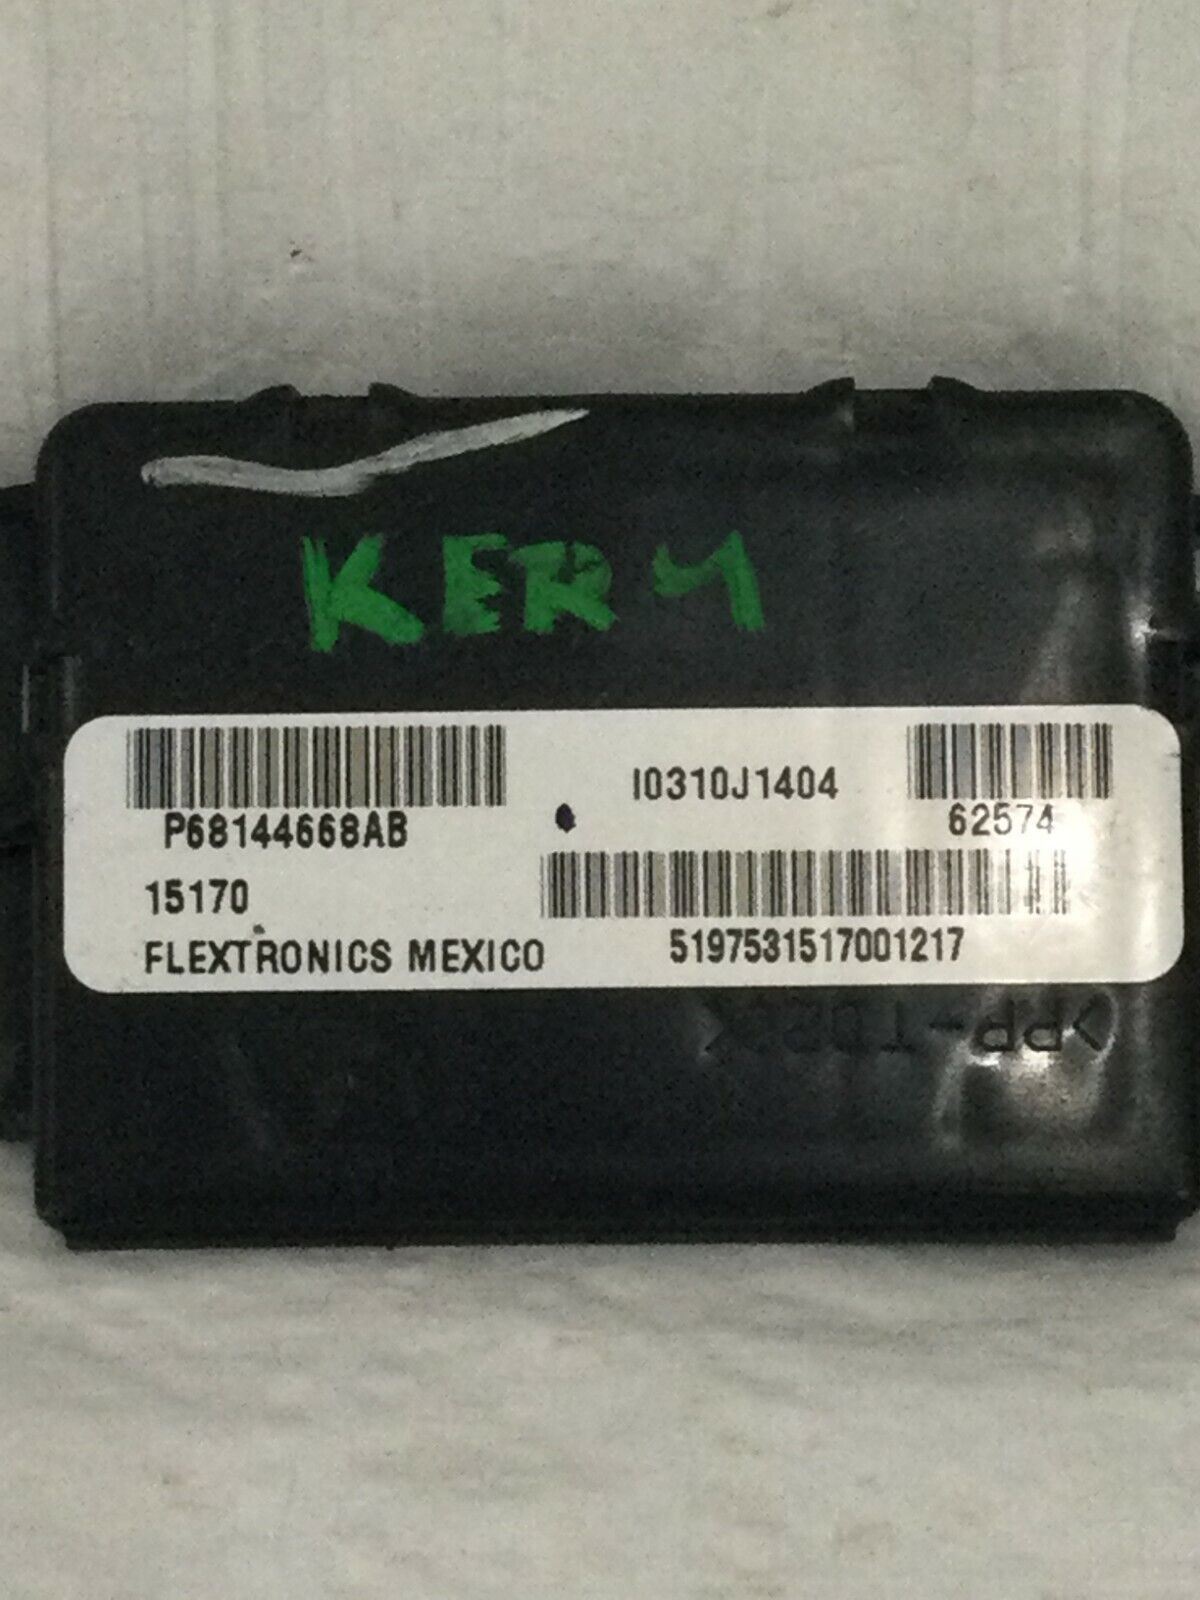 KER4
P68144668AB
I0310J1404
62574
15170
5197531517001217
FLEXTRONICS MEXICO